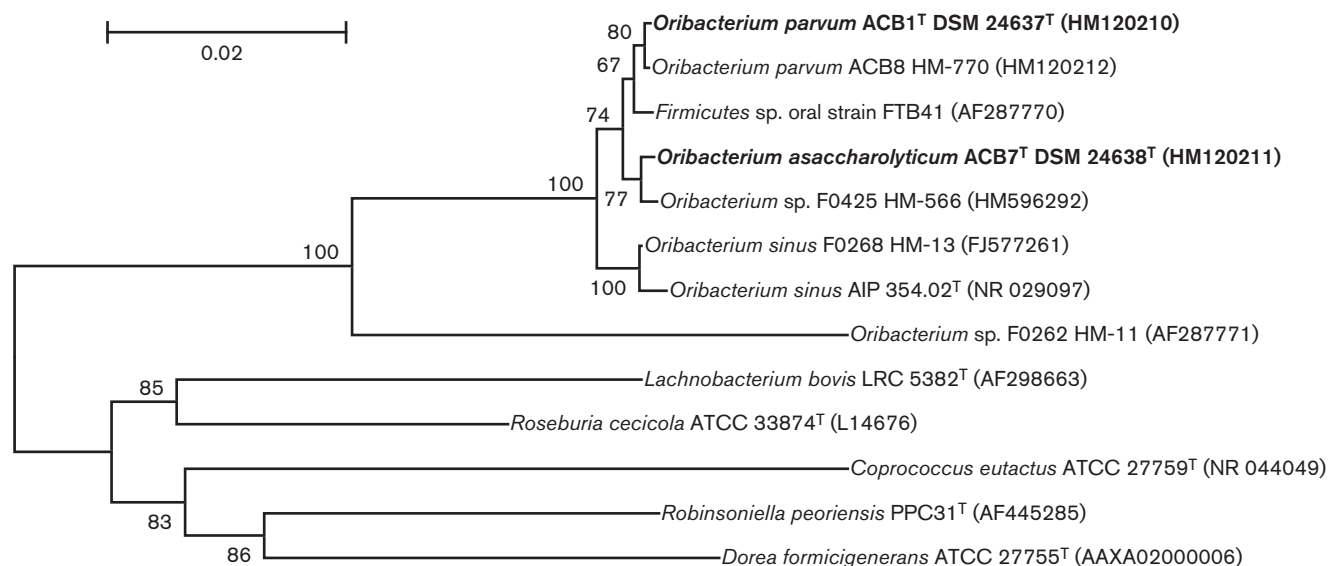 Oribacterium parvum ACB1ᵀ DSM 24637ᵀ (HM120210)
80
0.02
67
Oribacterium parvum ACB8 HM-770 (HM120212)
74
Firmicutes sp. oral strain FTB41 (AF287770)
Oribacterium asaccharolyticum ACB7ᵀ DSM 24638ᵀ (HM120211)
100
77
Oribacterium sp. F0425 HM-566 (HM596292)
100
Oribacterium sinus F0268 HM-13 (FJ577261)
100
Oribacterium sinus AIP 354.02ᵀ (NR 029097)
Oribacterium sp. F0262 HM-11 (AF287771)
85
Lachnobacterium bovis LRC 5382ᵀ (AF298663)
Roseburia cecicola ATCC 33874ᵀ (L14676)
Coprococcus eutactus ATCC 27759ᵀ (NR 044049)
83
Robinsoniella peoriensis PPC31ᵀ (AF445285)
86
Dorea formicigenerans ATCC 27755ᵀ (AAXA02000006)